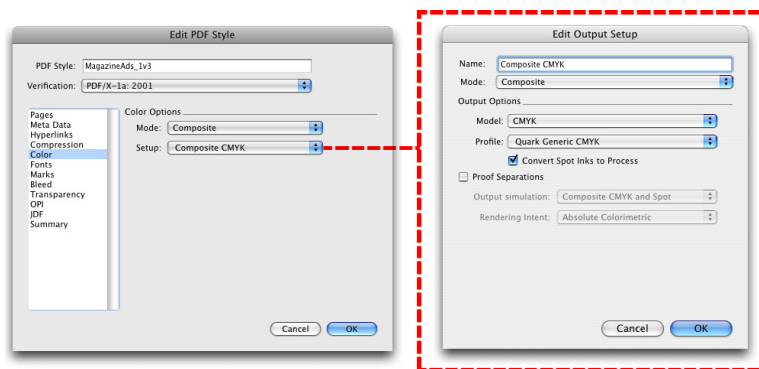 Edit PDF Style
PDF Style: MagazineAds_1v3
Verification: PDF/X-1a: 2001
Pages
Meta Data
Hyperlinks
Compression
Color
Fonts
Marks
Bleed
Transparency
OPI
JDF
Summary
Color Options
Mode: Composite
Setup: Composite CMYK
Cancel OK
Edit Output Setup
Name: Composite CMYK
Mode: Composite
Output Options
Model: CMYK
Profile: Quark Generic CMYK
Convert Spot Inks to Process
Proof Separations
Output simulation: Composite CMYK and Spot
Rendering Intent: Absolute Colorimetric
Cancel OK